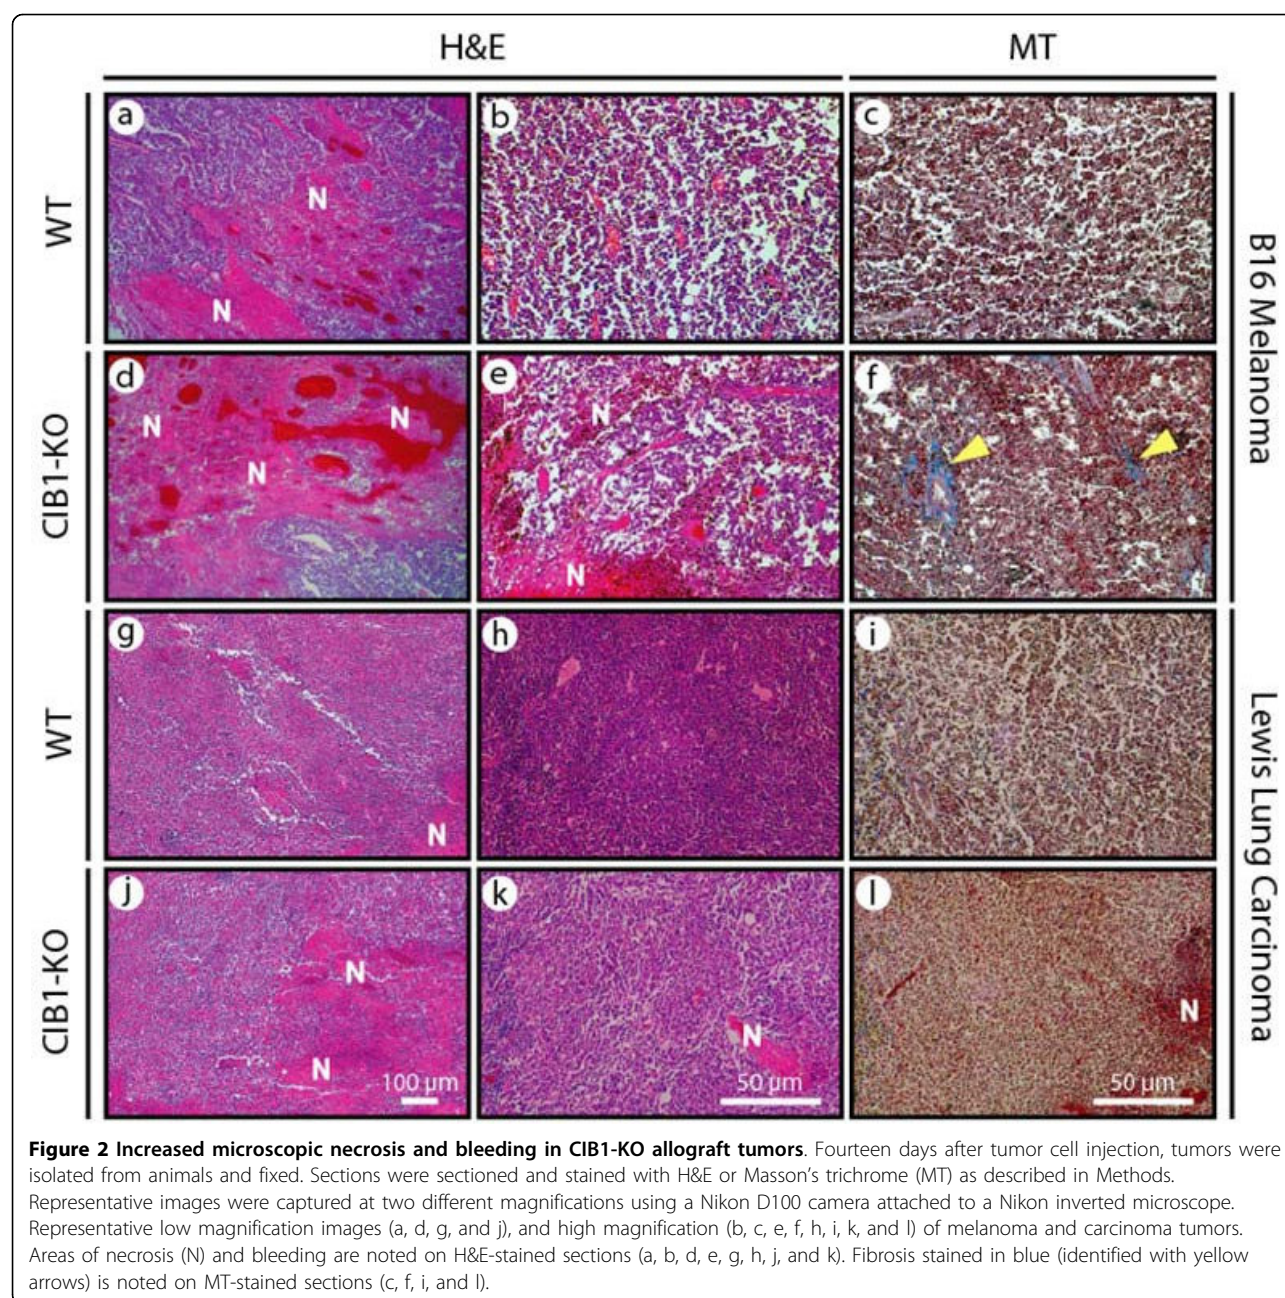 H&E
MT
WT
a
N
N
b
c
CIB1-KO
d
N
N
N
e
N
N
f
B16 Melanoma
WT
g
N
h
i
CIB1-KO
j
N
N
100 µm
k
N
50 µm
l
N
50 µm
Lewis Lung Carcinoma
Figure 2 Increased microscopic necrosis and bleeding in CIB1-KO allograft tumors. Fourteen days after tumor cell injection, tumors were
isolated from animals and fixed. Sections were sectioned and stained with H&E or Masson's trichrome (MT) as described in Methods.
Representative images were captured at two different magnifications using a Nikon D100 camera attached to a Nikon inverted microscope.
Representative low magnification images (a, d, g, and j), and high magnification (b, c, e, f, h, i, k, and l) of melanoma and carcinoma tumors.
Areas of necrosis (N) and bleeding are noted on H&E-stained sections (a, b, d, e, g, h, j, and k). Fibrosis stained in blue (identified with yellow
arrows) is noted on MT-stained sections (c, f, i, and l).